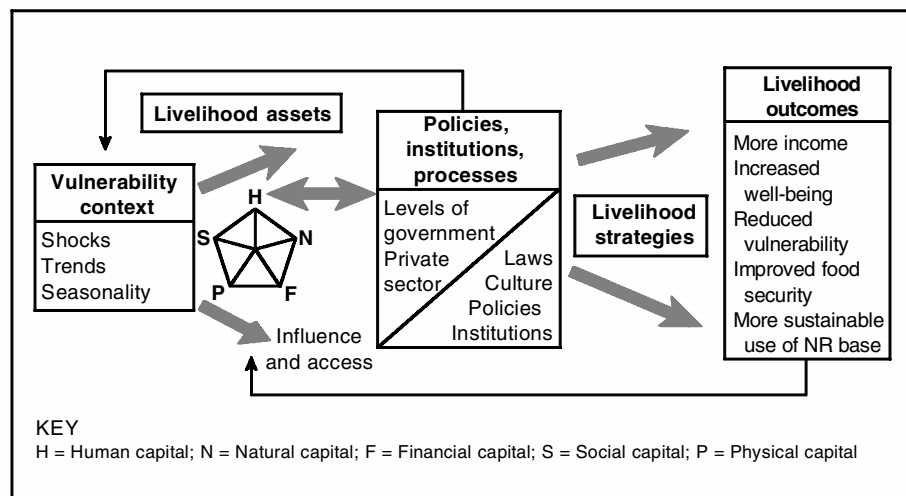 Livelihood assets
Vulnerability
context
Shocks
Trends
Seasonality
H
S
N
P
F
Influence
and access
Policies,
institutions,
processes
Levels of
government
Private
sector
Laws
Culture
Policies
Institutions
Livelihood
strategies
Livelihood
outcomes
More income
Increased
well-being
Reduced
vulnerability
Improved food
security
More sustainable
use of NR base
KEY
H = Human capital; N = Natural capital; F = Financial capital; S = Social capital; P = Physical capital